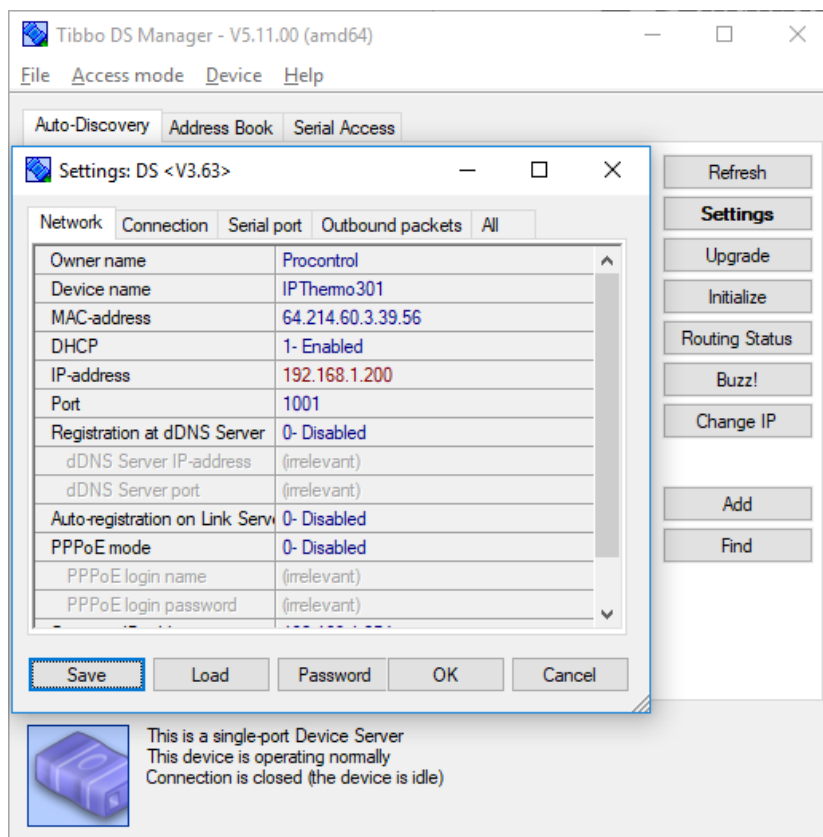 Tibbo DS Manager - V5.11.00 (amd64)
File Access mode Device Help
Auto-Discovery Address Book Serial Access
Settings: DS <V3.63>
Network Connection Serial port Outbound packets All
Owner name Procontrol
Device name IPThermo301
MAC-address 64.214.60.3.39.56
DHCP 1- Enabled
IP-address 192.168.1.200
Port 1001
Registration at dDNS Server 0- Disabled
dDNS Server IP-address (irrelevant)
dDNS Server port (irrelevant)
Auto-registration on Link Serv 0- Disabled
PPPoE mode 0- Disabled
PPPoE login name (irrelevant)
PPPoE login password (irrelevant)
Save Load Password OK Cancel
Refresh
Settings
Upgrade
Initialize
Routing Status
Buzz!
Change IP
Add
Find
This is a single-port Device Server
This device is operating normally
Connection is closed (the device is idle)